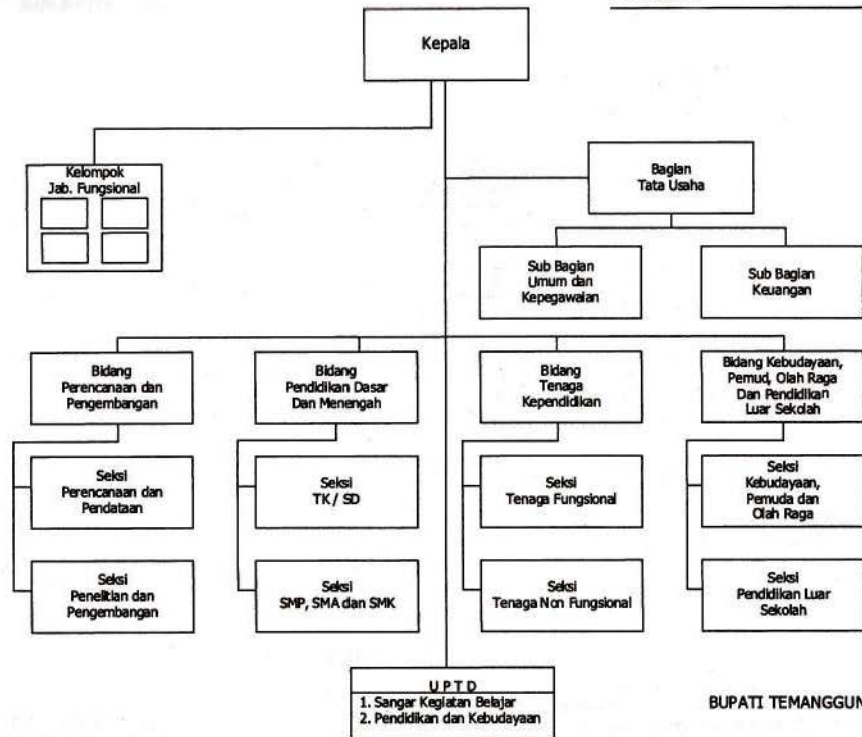 Kepala
Kelompok
Jab. Fungsional
Bagian
Tata Usaha
Sub Bagian
Umum dan
Kepegawaian
Sub Bagian
Keuangan
Bidang
Perencanaan dan
Pengembangan
Bidang
Pendidikan Dasar
Dan Menengah
Bidang
Tenaga
Kependidikan
Bidang Kebudayaan,
Pemud, Olah Raga
Dan Pendidikan
Luar Sekolah
Seksi
Perencanaan dan
Pendataan
Seksi
TK / SD
Seksi
Tenaga Fungsional
Seksi
Kebudayaan,
Pemuda dan
Olah Raga
Seksi
Penelitian dan
Pengembangan
Seksi
SMP, SMA dan SMK
Seksi
Tenaga Non Fungsional
Seksi
Pendidikan Luar
Sekolah
U P T D
1. Sangar Kegiatan Belajar
2. Pendidikan dan Kebudayaan
BUPATI TEMANGGUN